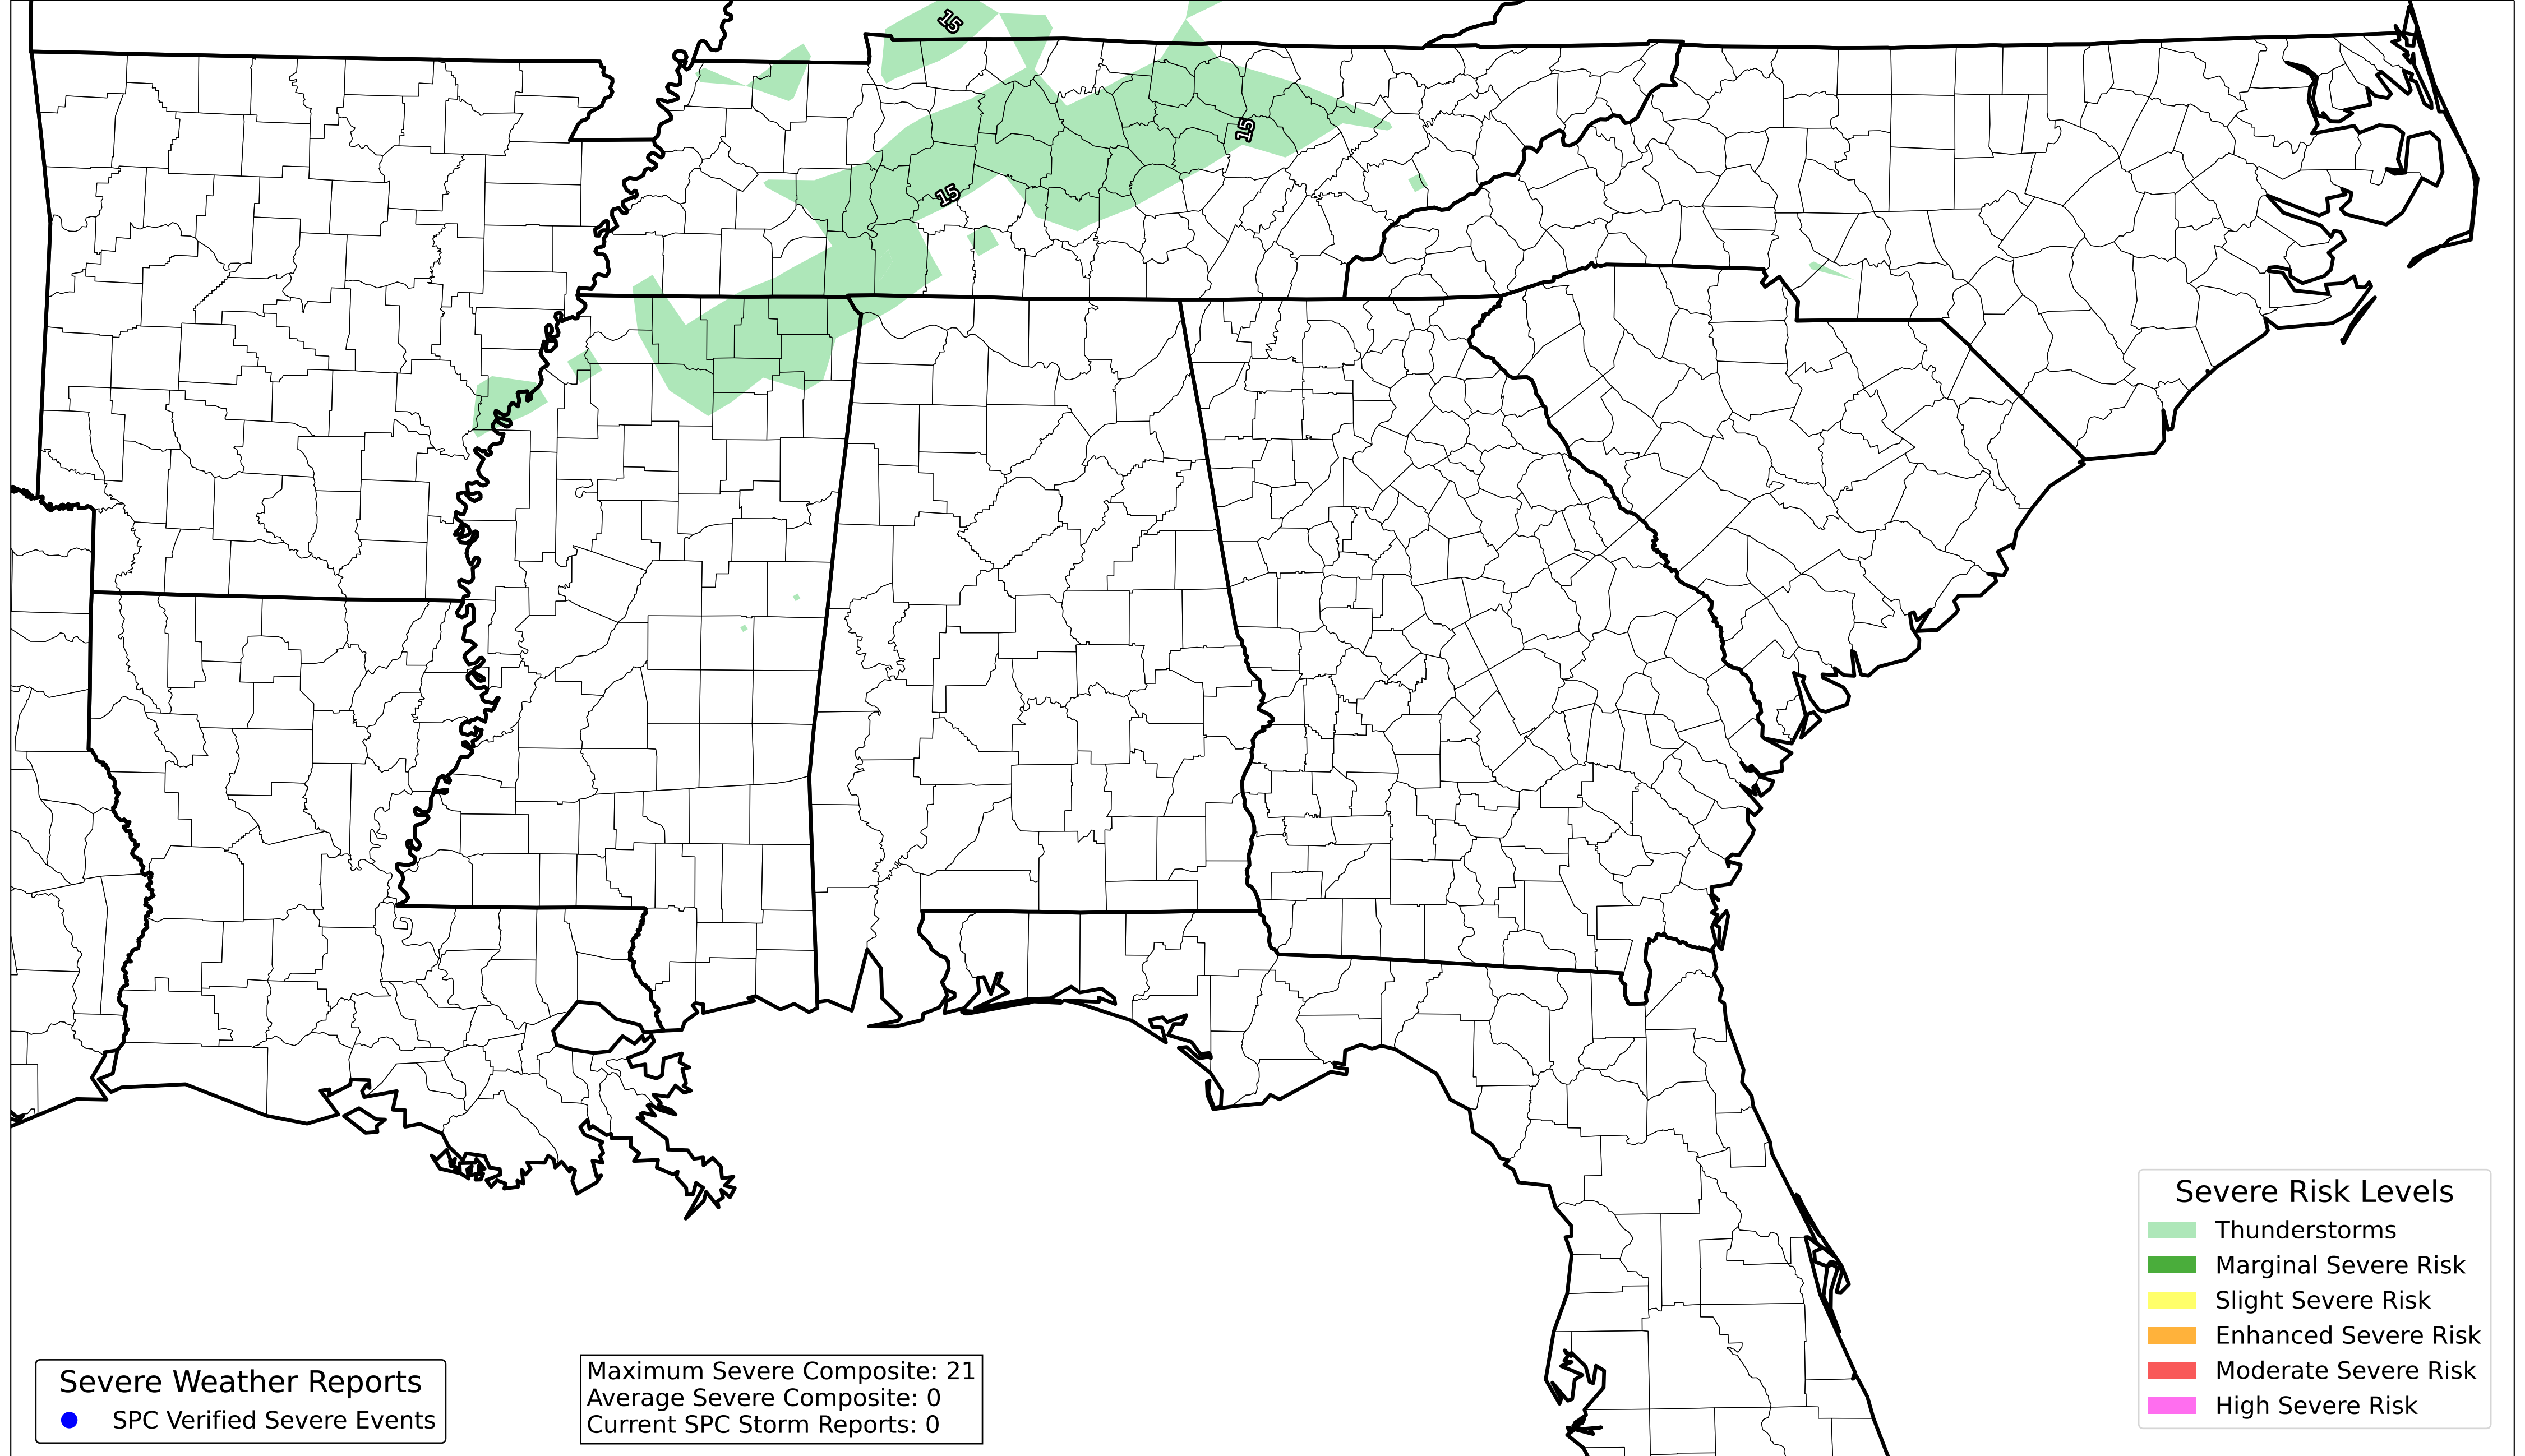 15
15
15
Severe Risk Levels
Thunderstorms
Marginal Severe Risk
Slight Severe Risk
Enhanced Severe Risk
Moderate Severe Risk
High Severe Risk
Severe Weather Reports
SPC Verified Severe Events
Maximum Severe Composite: 21
Average Severe Composite: 0
Current SPC Storm Reports: 0